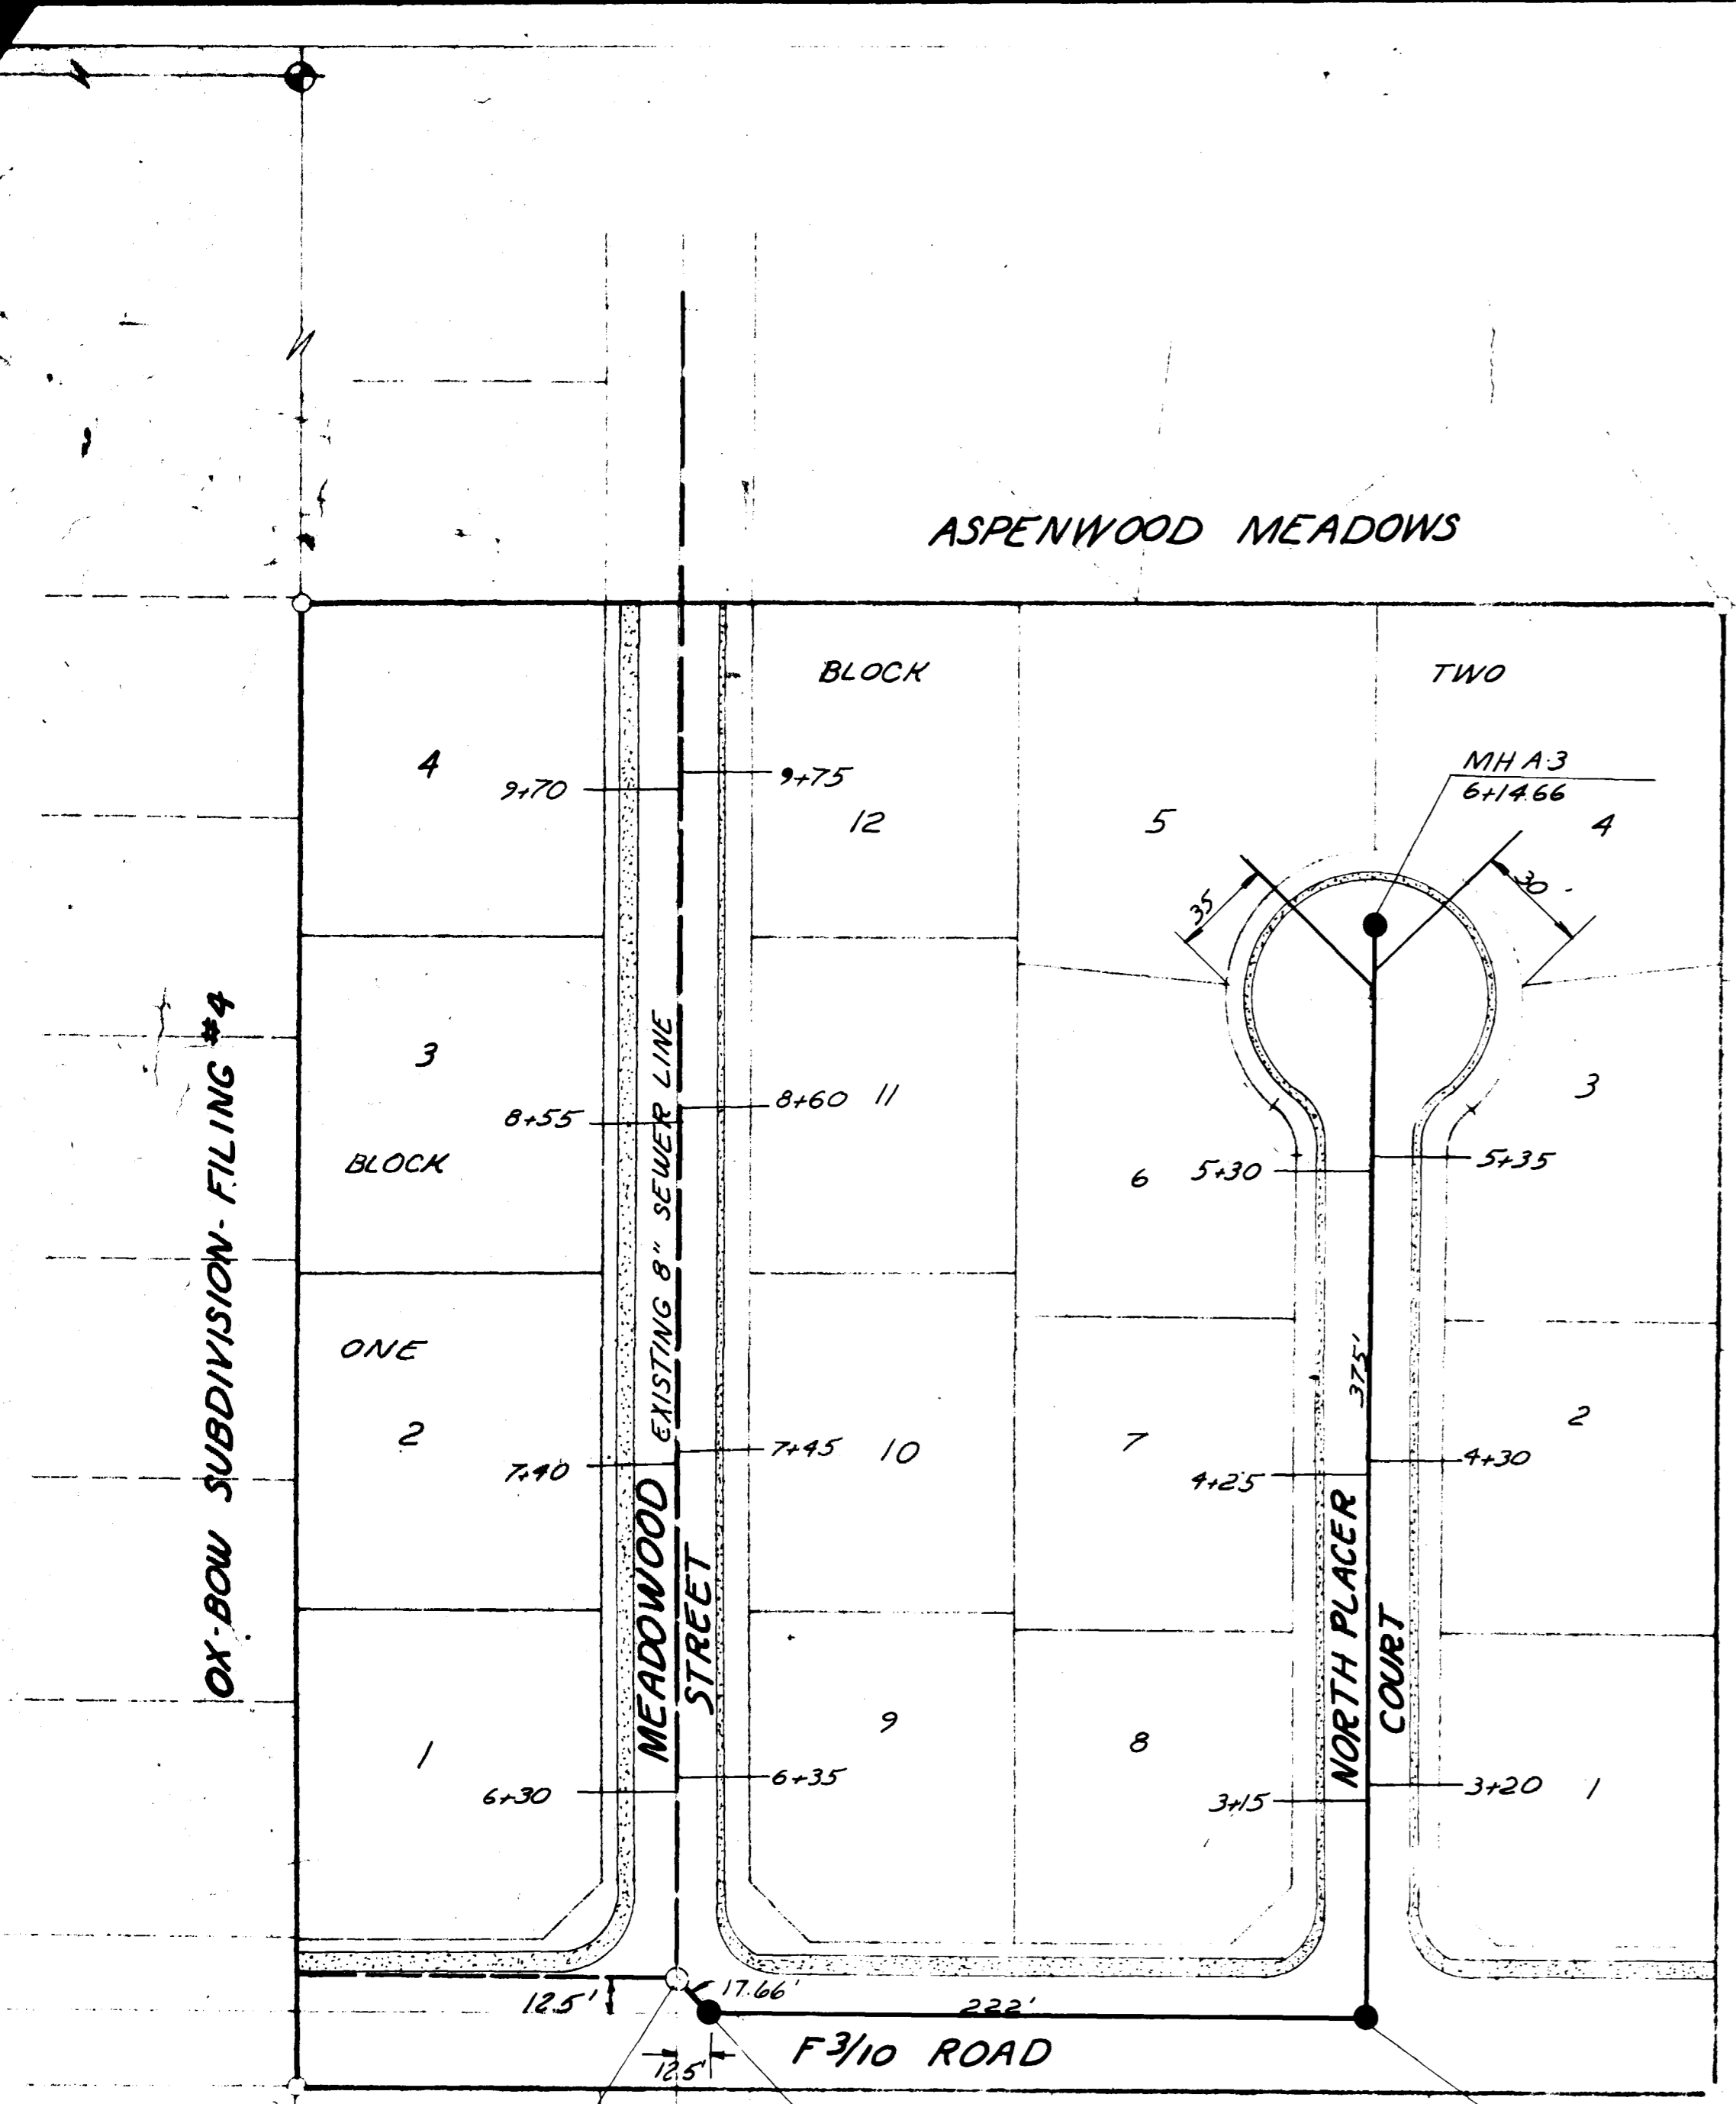 ASPENWOOD MEADOWS
BLOCK
TWO
MH A-3
6+14.66
4
9+70
9+75
12
5
4
35
30
OX-BOW SUBDIVISION-FILING #4
3
8+55
8+60
11
3
BLOCK
EXISTING 8" SEWER LINE
6
5+30
5+35
ONE
2
7+40
7+45
10
7
375'
2
4+25
4+30
MEADOWOOD
STREET
NORTH PLACER
COURT
1
6+30
6+35
9
8
3+15
3+20
1
12.5'
17.66'
222'
12.5'
F 3/10 ROAD